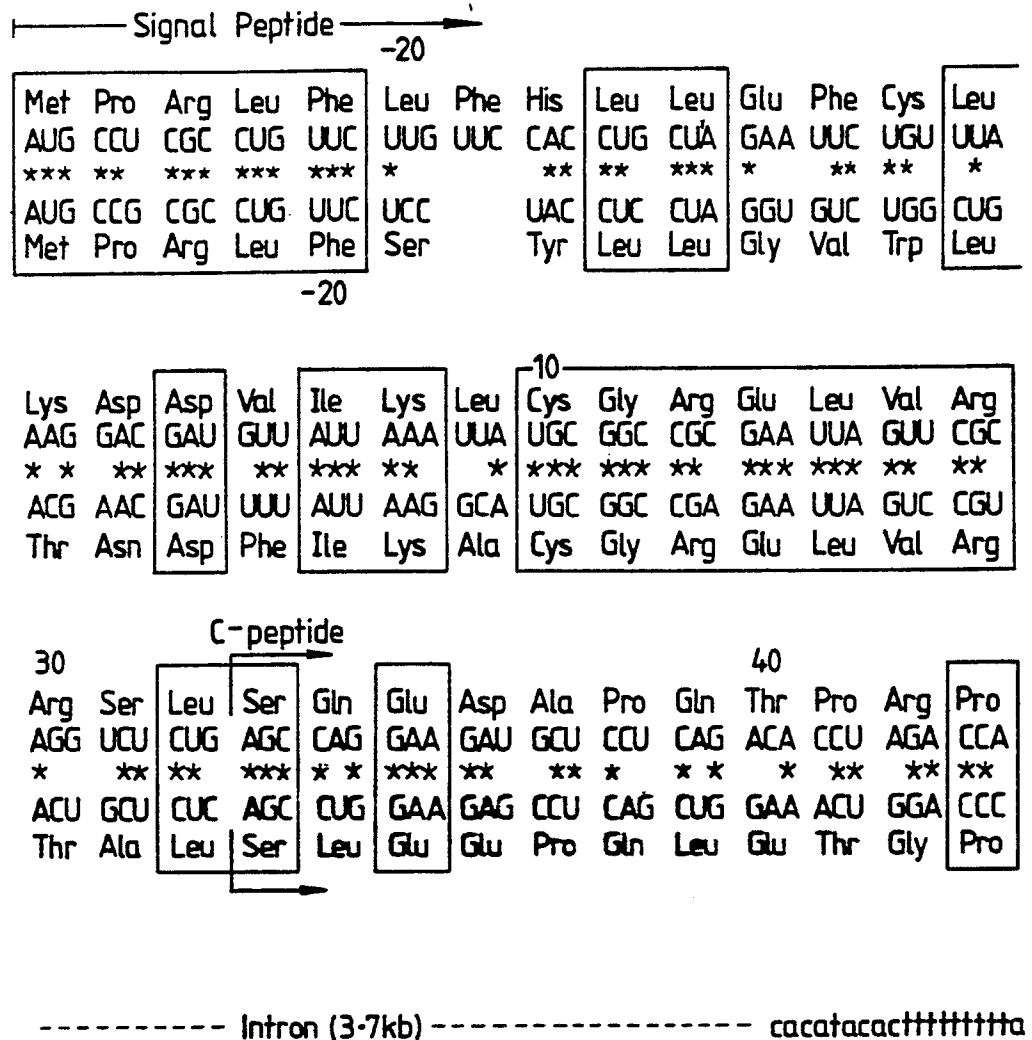 Signal Peptide
-20
Met Pro Arg Leu Phe Leu Phe His Leu Leu Glu Phe Cys Leu
AUG CCU CGC CUG UUC UUG UUC CAC CUG CUA GAA UUC UGU UUA
*** ** *** *** *** * ** ** *** * ** ** *
AUG CCG CGC CUG UUC UCC UAC CUC CUA GGU GUC UGG CUG
Met Pro Arg Leu Phe Ser Tyr Leu Leu Gly Val Trp Leu
-20
10
Lys Asp Asp Val Ile Lys Leu Cys Gly Arg Glu Leu Val Arg
AAG GAC GAU GUU AUU AAA UUA UGC GGC CGC GAA UUA GUU CGC
* * ** *** ** *** ** * *** *** ** *** *** ** **
ACG AAC GAU UUU AUU AAG GCA UGC GGC CGA GAA UUA GUC CGU
Thr Asn Asp Phe Ile Lys Ala Cys Gly Arg Glu Leu Val Arg
C-peptide
30 40
Arg Ser Leu Ser Gln Glu Asp Ala Pro Gln Thr Pro Arg Pro
AGG UCU CUG AGC CAG GAA GAU GCU CCU CAG ACA CCU AGA CCA
* ** ** *** * * *** ** ** * * * * ** ** **
ACU GCU CUC AGC CUG GAA GAG CCU CAG CUG GAA ACU GGA CCC
Thr Ala Leu Ser Leu Glu Glu Pro Gln Leu Glu Thr Gly Pro
---------- Intron (3·7kb) ----------------- cacatacacttttttttta